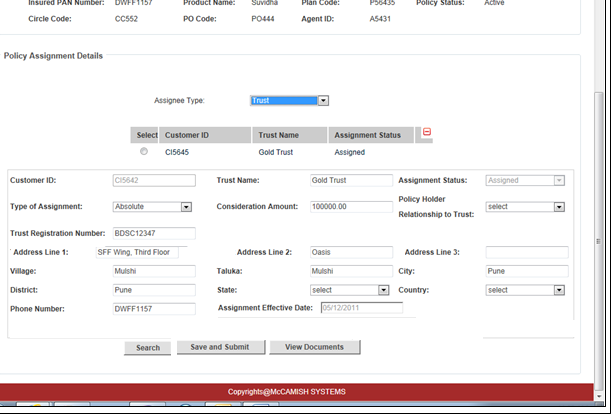 Insured PAN Number: DWFF1157 Product Name: Suvidha Plan Code: P56435 Policy Status: Active
Circle Code: CC552 PO Code: PO444 Agent ID: A5431
Policy Assignment Details
Assignee Type: Trust
Select Customer ID Trust Name Assignment Status
CI5645 Gold Trust Assigned
Customer ID: CI5642 Trust Name: Gold Trust Assignment Status: Assigned
Type of Assignment: Absolute Consideration Amount: 100000.00 Policy Holder Relationship to Trust: select
Trust Registration Number: BDSC12347
Address Line 1: SFF Wing, Third Floor Address Line 2: Oasis Address Line 3:
Village: Mulshi Taluka: Mulshi City: Pune
District: Pune State: select Country: select
Phone Number: DWFF1157 Assignment Effective Date: 05/12/2011
Search Save and Submit View Documents
Copyrights@McCAMISH SYSTEMS